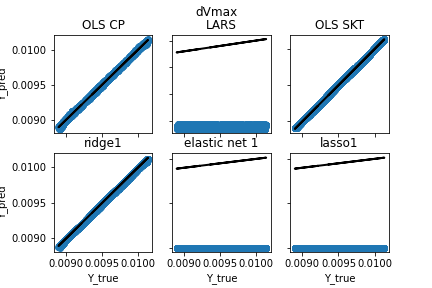 dVmax
OLS CP
LARS
OLS SKT
0.0100
0.0095
0.0090
Y_pred
ridge1
elastic net 1
lasso1
0.0100
0.0095
0.0090
Y_pred
0.0090 0.0095 0.0100
0.0090 0.0095 0.0100
0.0090 0.0095 0.0100
Y_true
Y_true
Y_true